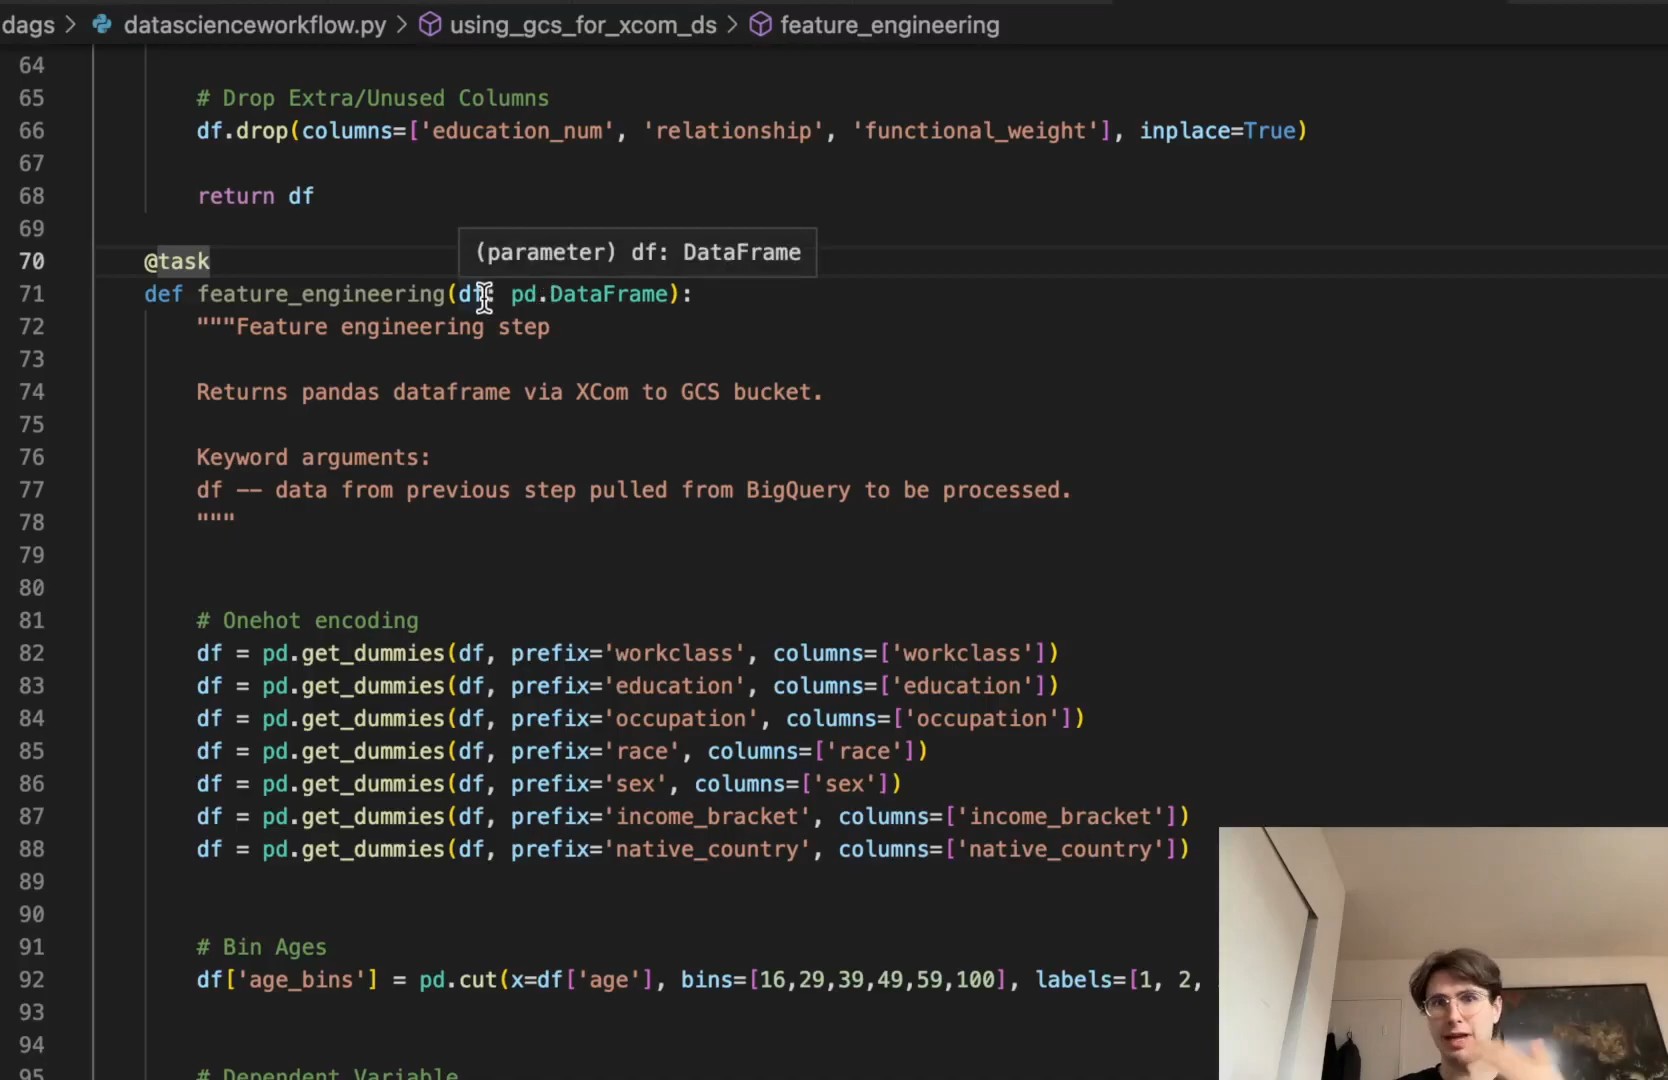 dags > datascienceworkflow.py > using_gcs_for_xcom_ds > feature_engineering
64
65 # Drop Extra/Unused Columns
66 df.drop(columns=['education_num', 'relationship', 'functional_weight'], inplace=True)
67
68 return df
69
(parameter) df: DataFrame
70 @task
71 def feature_engineering(df: pd.DataFrame):
72 """Feature engineering step
73
74 Returns pandas dataframe via XCom to GCS bucket.
75
76 Keyword arguments:
77 df -- data from previous step pulled from BigQuery to be processed.
78 """
79
80
81 # Onehot encoding
82 df = pd.get_dummies(df, prefix='workclass', columns=['workclass'])
83 df = pd.get_dummies(df, prefix='education', columns=['education'])
84 df = pd.get_dummies(df, prefix='occupation', columns=['occupation'])
85 df = pd.get_dummies(df, prefix='race', columns=['race'])
86 df = pd.get_dummies(df, prefix='sex', columns=['sex'])
87 df = pd.get_dummies(df, prefix='income_bracket', columns=['income_bracket'])
88 df = pd.get_dummies(df, prefix='native_country', columns=['native_country'])
89
90
91 # Bin Ages
92 df['age_bins'] = pd.cut(x=df['age'], bins=[16,29,39,49,59,100], labels=[1, 2,
93
94
95 # Dependent Variable